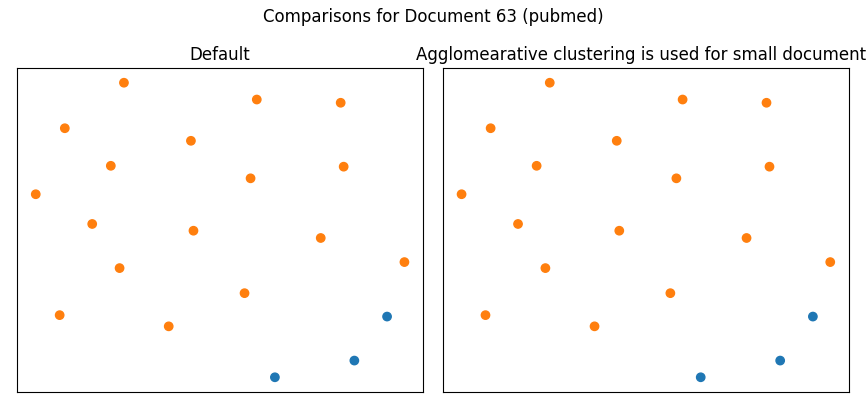 Comparisons for Document 63 (pubmed)
Default
Agglomearative clustering is used for small document